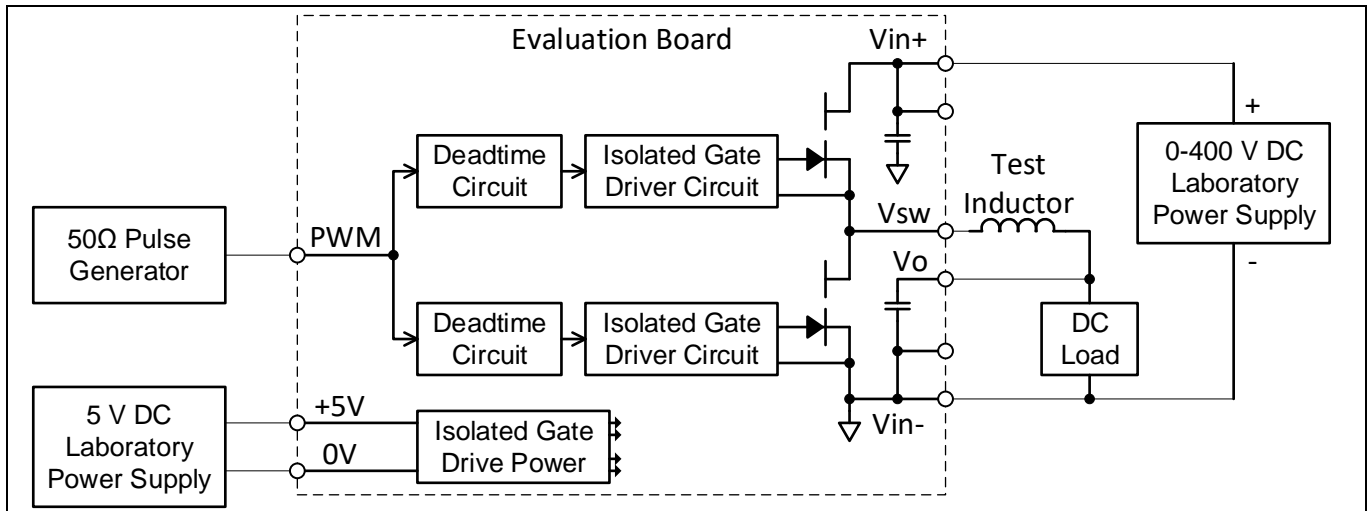 Evaluation Board
Vin+
+
Deadtime
Circuit
Isolated Gate
Driver Circuit
0-400 V DC
Laboratory
Power Supply
Test
Inductor
50Ω Pulse
Generator
PWM
Vsw
-
Vo
Deadtime
Circuit
Isolated Gate
Driver Circuit
DC
Load
5 V DC
Laboratory
Power Supply
+5V
0V
Isolated Gate
Drive Power
Vin-